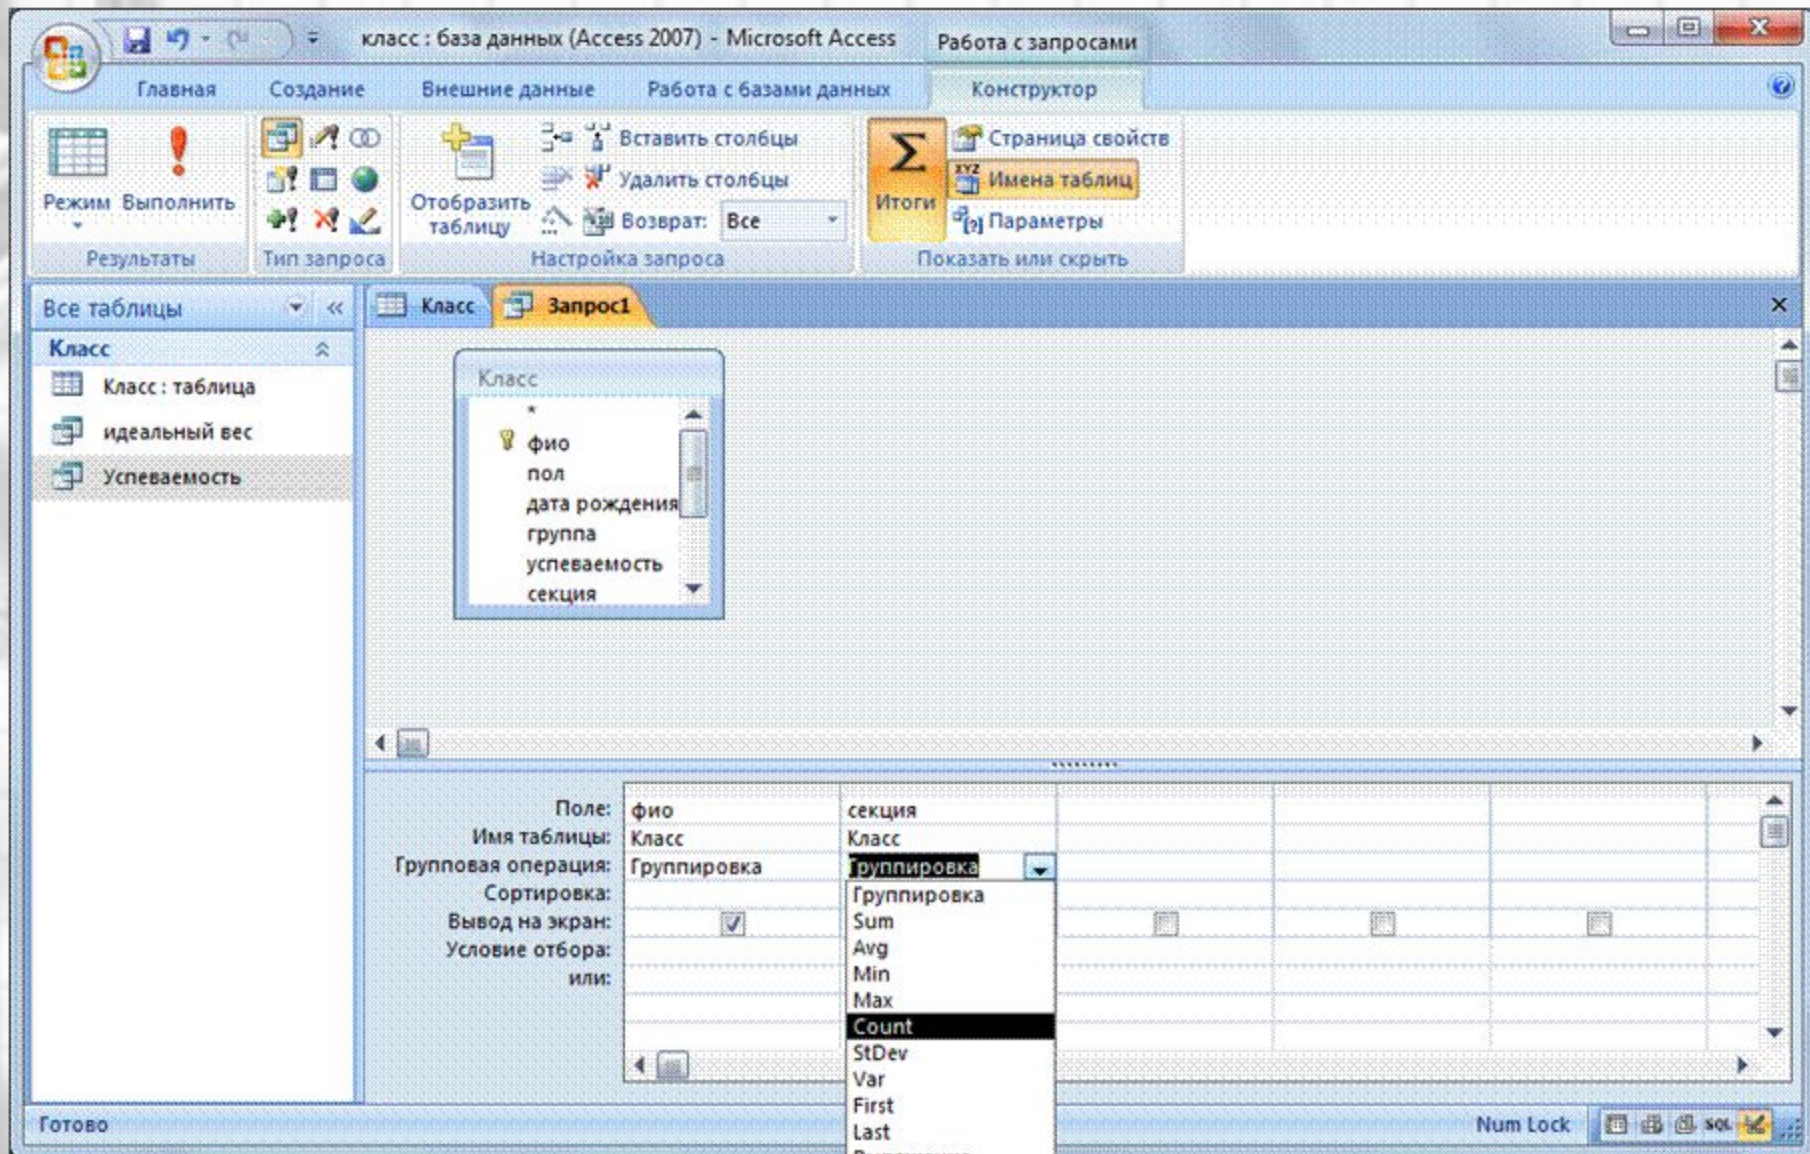 класс : база данных (Access 2007) - Microsoft Access
Работа с запросами
Главная
Создание
Внешние данные
Работа с базами данных
Конструктор
Режим
Выполнить
Результаты
Тип запроса
Отобразить
таблицу
Вставить столбцы
Удалить столбцы
Возврат: Все
Настройка запроса
Σ
Итоги
Страница свойств
XYZ
Имена таблиц
[?] Параметры
Показать или скрыть
Все таблицы
Класс
Класс : таблица
идеальный вес
Успеваемость
Класс
Запрос1
Класс
*
фио
пол
дата рождения
группа
успеваемость
секция
Поле: фио секция
Имя таблицы: Класс Класс
Групповая операция: Группировка Группировка
Сортировка:
Вывод на экран:
Условие отбора:
или:
Группировка
Sum
Avg
Min
Max
Count
StDev
Var
First
Last
Готово
Num Lock
SQL